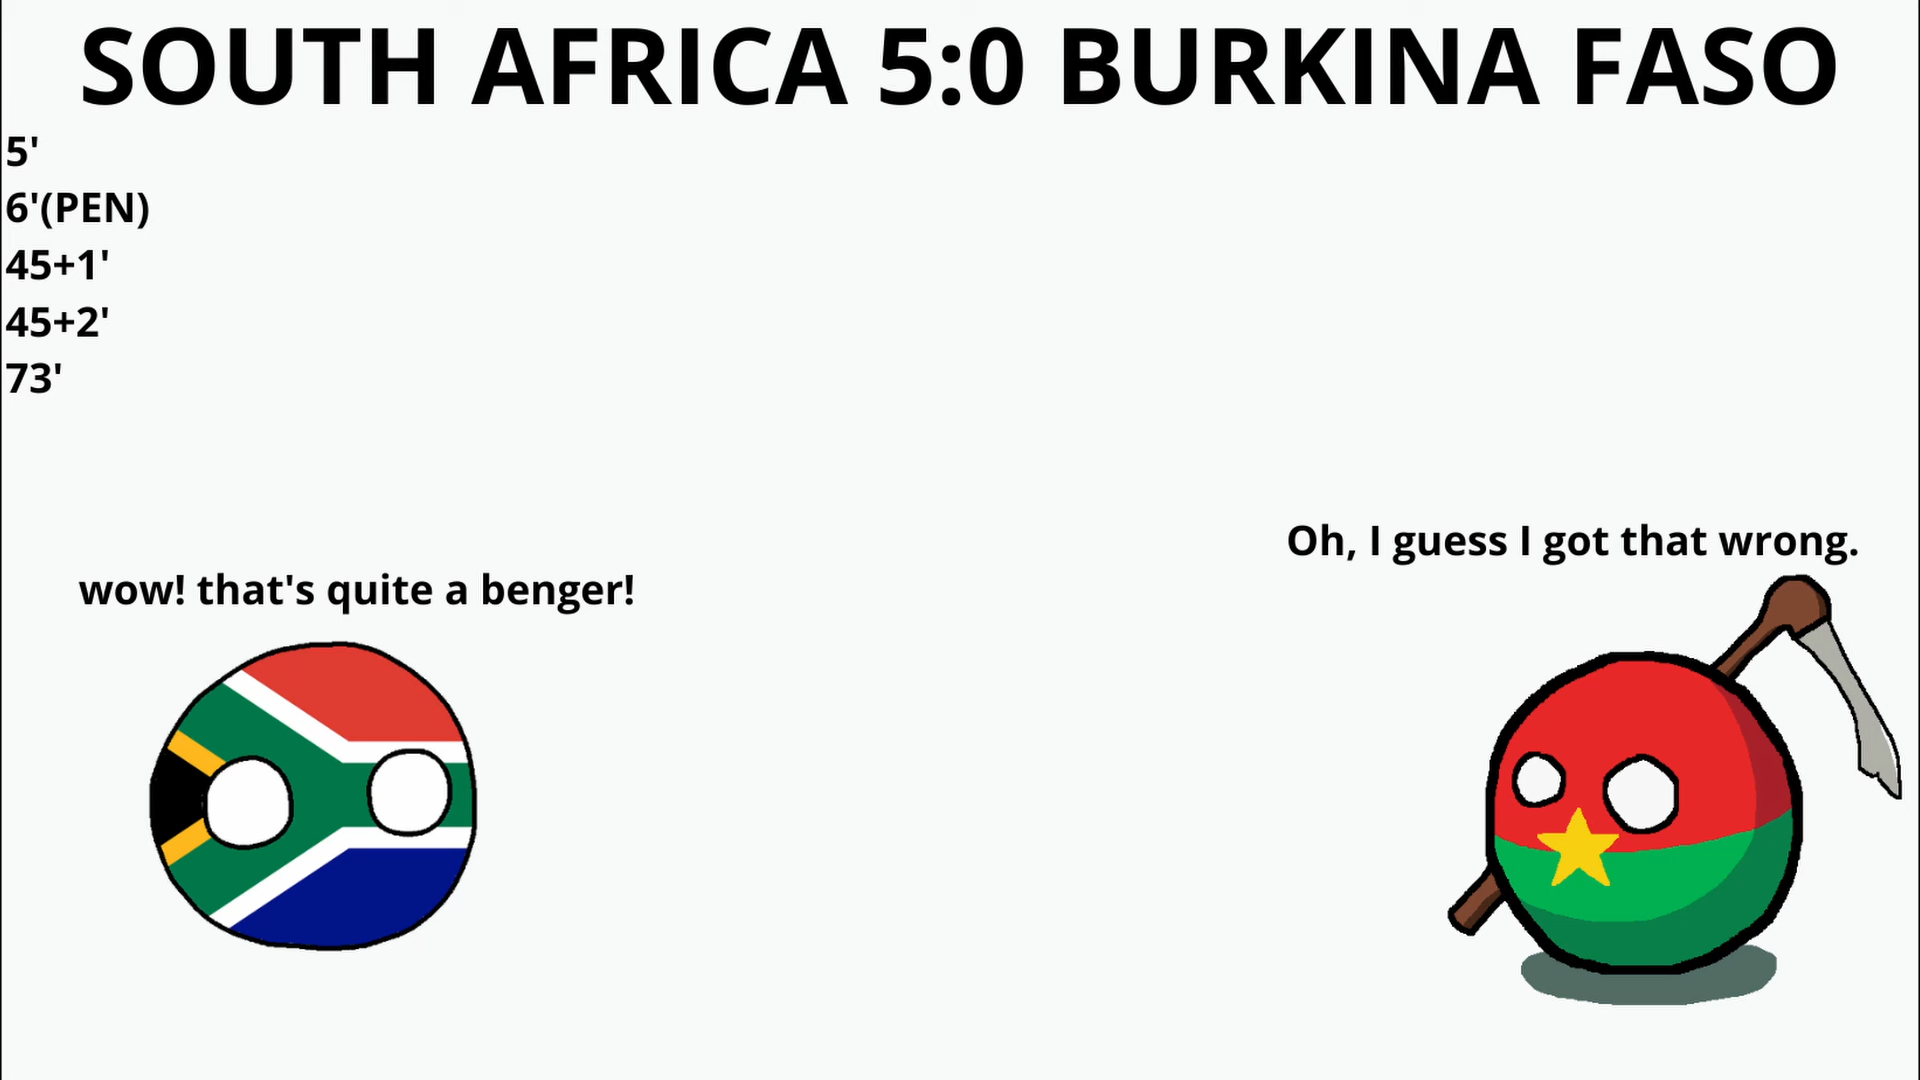 SOUTH AFRICA 5:0 BURKINA FASO
5'
6'(PEN)
45+1'
45+2'
73'
Oh, I guess I got that wrong.
wow! that's quite a benger!